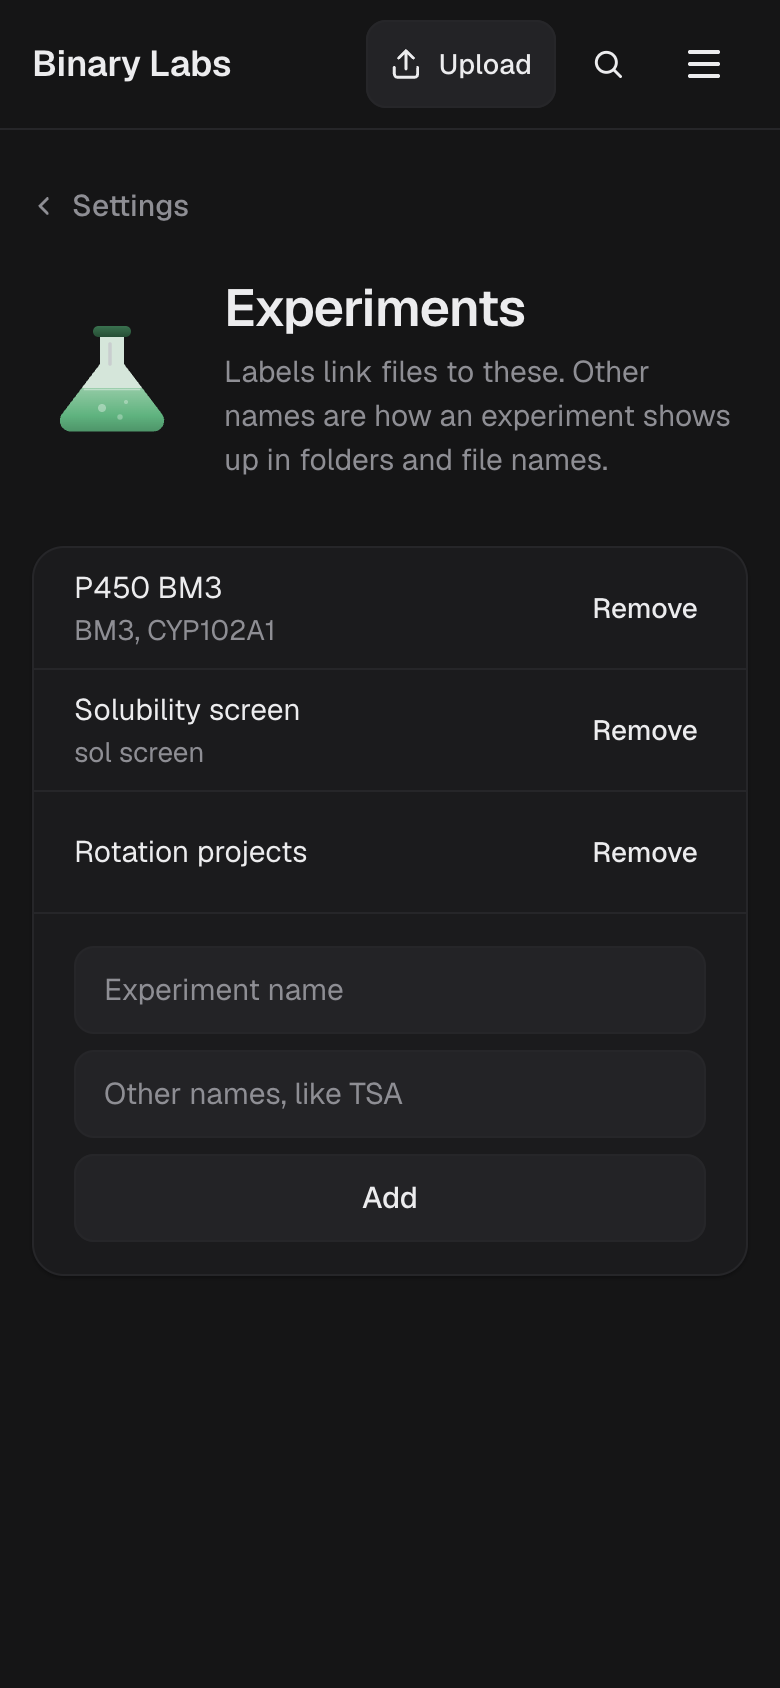 Binary Labs
Upload
Settings
Experiments
Labels link files to these. Other
names are how an experiment shows
up in folders and file names.
P450 BM3
BM3, CYP102A1
Remove
Solubility screen
sol screen
Remove
Rotation projects
Remove
Experiment name
Other names, like TSA
Add